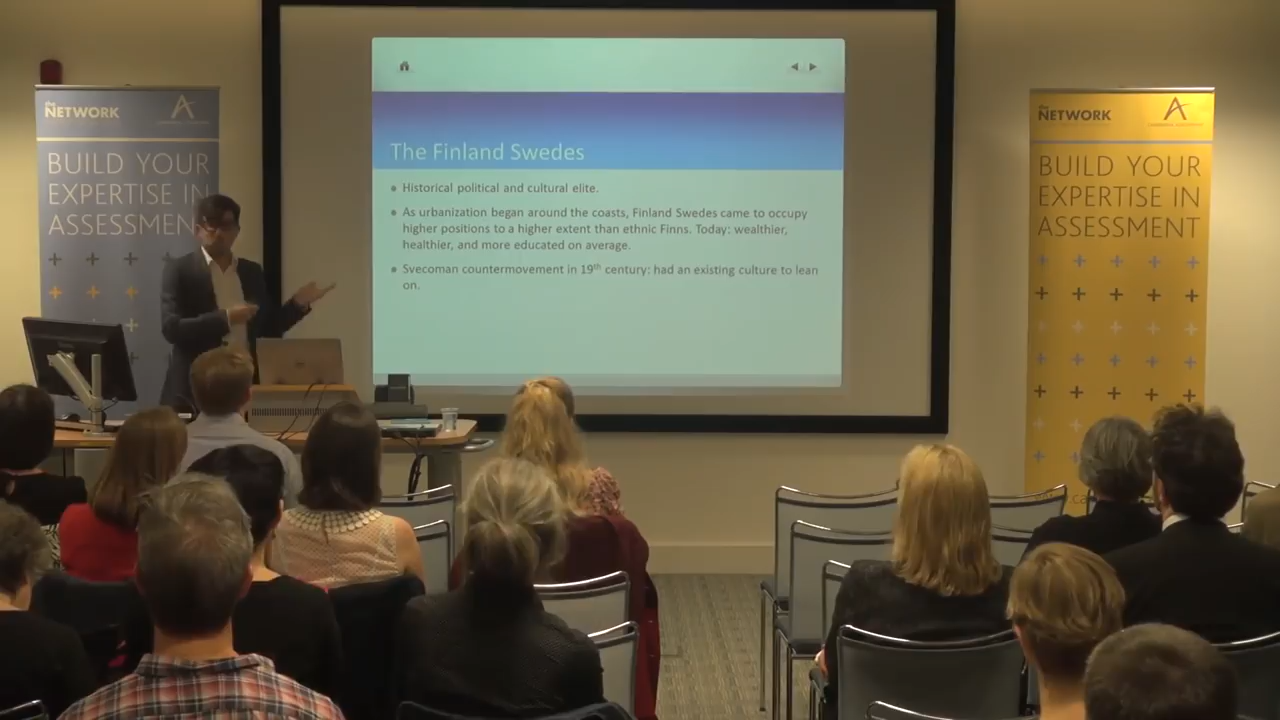 the
NETWORK
BUILD YOUR
EXPERTISE IN
ASSESSMENT
The Finland Swedes
• Historical political and cultural elite.
• As urbanization began around the coasts, Finland Swedes came to occupy
higher positions to a higher extent than ethnic Finns. Today: wealthier,
healthier, and more educated on average.
• Svecoman countermovement in 19th century: had an existing culture to lean
on.
the
NETWORK
BUILD YOUR
EXPERTISE IN
ASSESSMENT